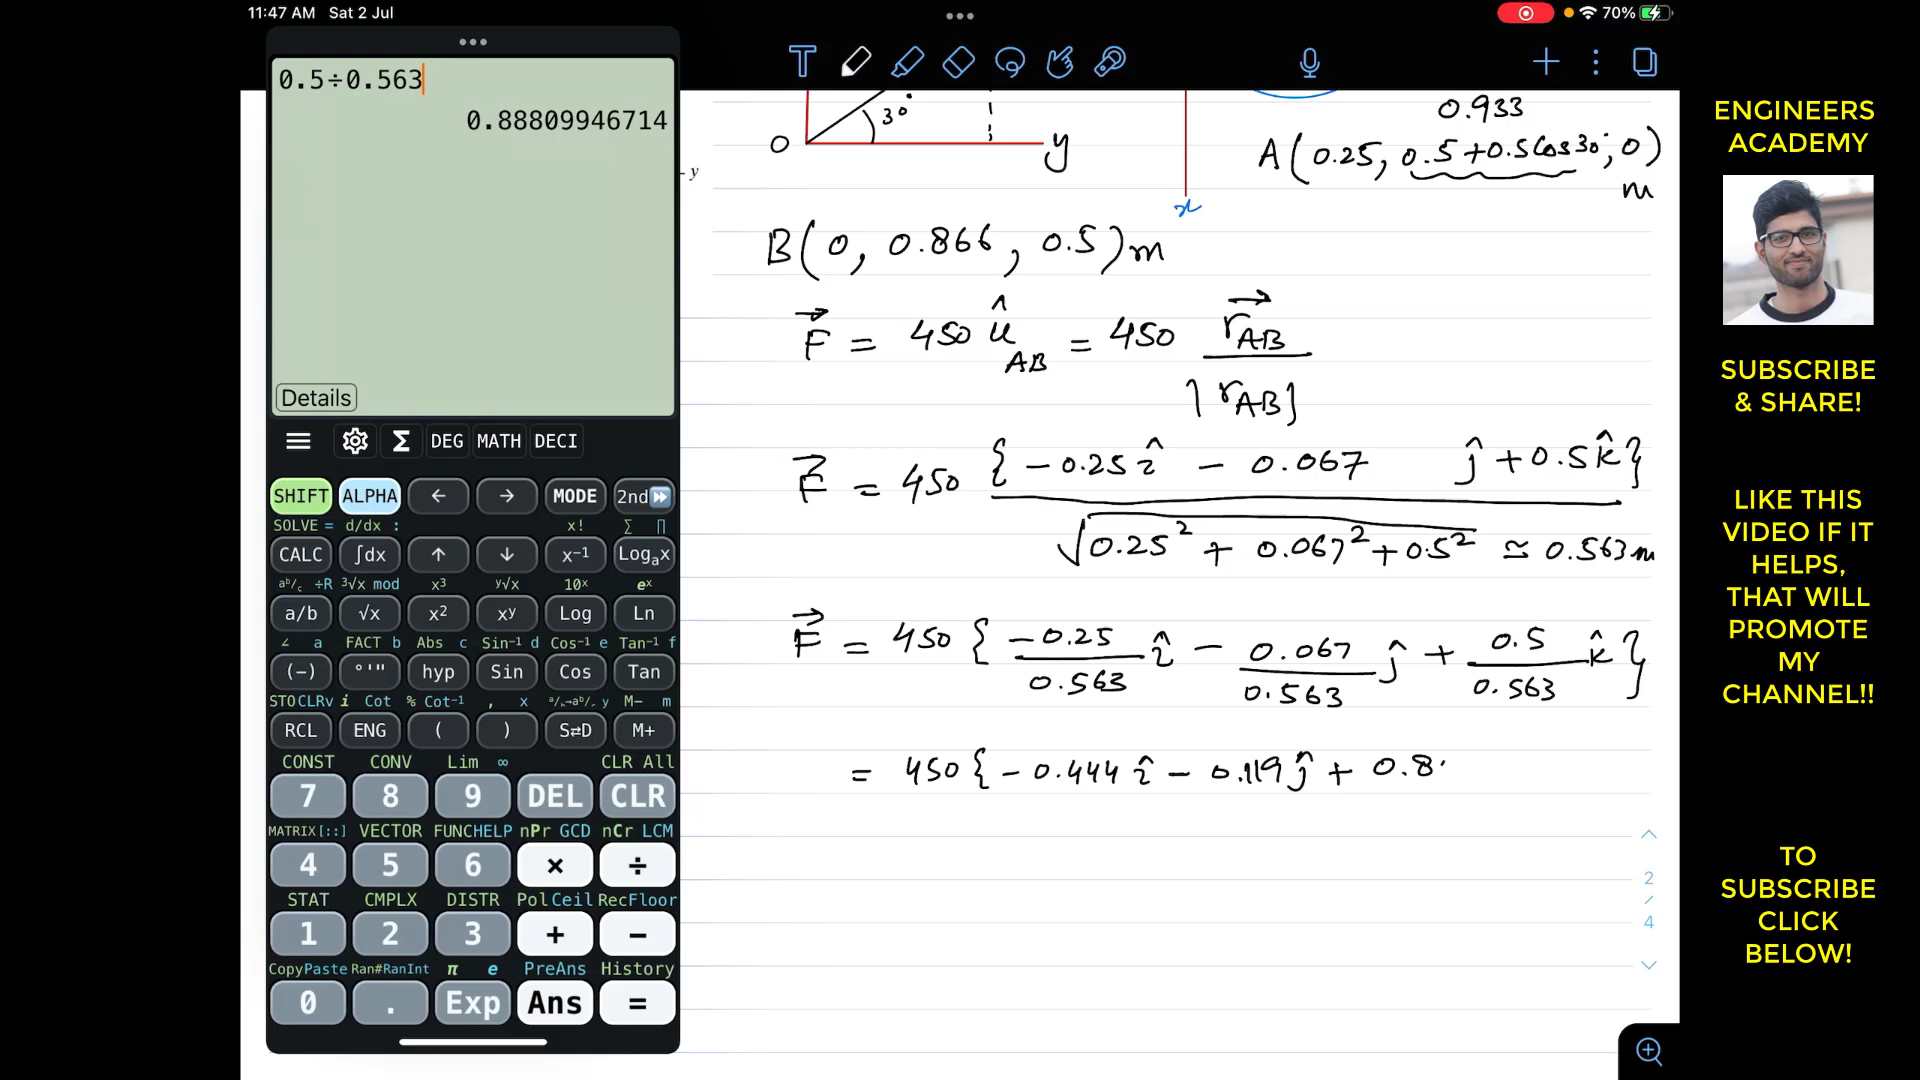 11:47 AM Sat 2 Jul
70%
0.5÷0.563
0.88809946714
Details
DEG MATH DECI
SHIFT ALPHA ← → MODE 2nd
SOLVE = d/dx : x! ∑ ∏
CALC ∫dx ↑ ↓ x⁻¹ Logₐx
aᵇ/c ÷R ³√x mod x³ ʸ√x 10ˣ eˣ
a/b √x x² xʸ Log Ln
∠ a FACT b Abs c Sin⁻¹ d Cos⁻¹ e Tan⁻¹ f
(−) °'" hyp Sin Cos Tan
STO CLRv i Cot % Cot⁻¹ , x y M− m
RCL ENG ( ) S⇄D M+
CONST CONV Lim ∞ CLR All
7 8 9 DEL CLR
MATRIX[::] VECTOR FUNC HELP nPr GCD nCr LCM
4 5 6 × ÷
STAT CMPLX DISTR Pol Ceil Rec Floor
1 2 3 + −
Copy Paste Ran# RanInt π e PreAns History
0 . Exp Ans =
y
30°
O
y
x
0.933
A(0.25, 0.5+0.5cos30°, 0)
m
B(0, 0.866, 0.5)m
F = 450 û AB = 450 rAB
|rAB|
F = 450 {-0.25 î - 0.067 ĵ + 0.5 k̂}
√0.25² + 0.067² + 0.5² ≅ 0.563m
F = 450 { -0.25 î - 0.067 ĵ + 0.5 k̂ }
0.563 0.563 0.563
= 450 { -0.444 î - 0.119 ĵ + 0.8
2
4
ENGINEERS
ACADEMY
SUBSCRIBE
& SHARE!
LIKE THIS
VIDEO IF IT
HELPS,
THAT WILL
PROMOTE
MY
CHANNEL!!
TO
SUBSCRIBE
CLICK
BELOW!